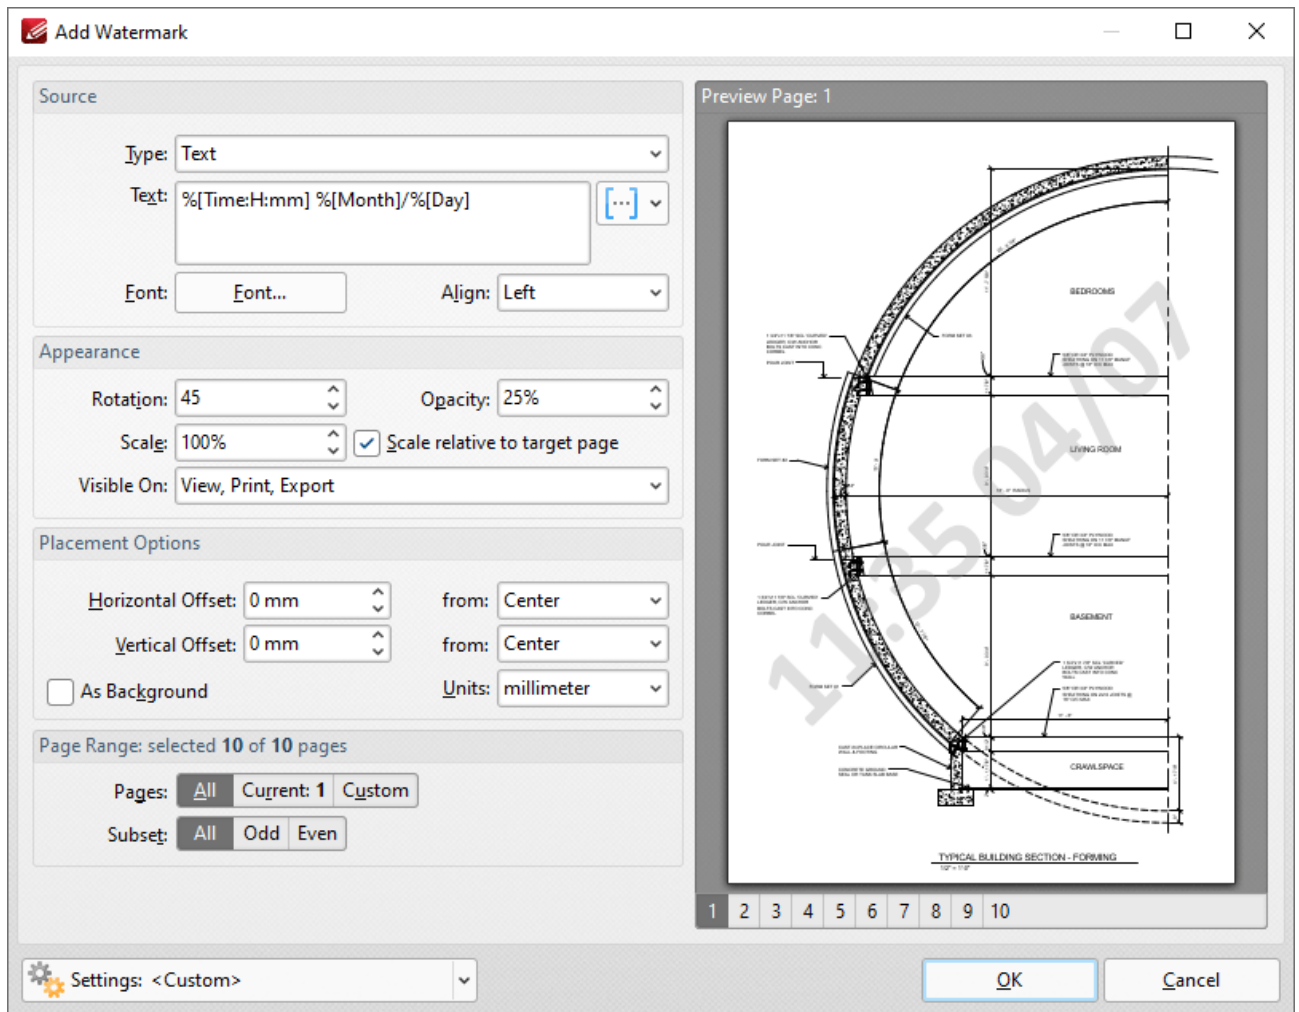 Add Watermark
Source
Type: Text
Text: %[Time:H:mm] %[Month]/%[Day]
Font: Font... Align: Left
Appearance
Rotation: 45 Opacity: 25%
Scale: 100% Scale relative to target page
Visible On: View, Print, Export
Placement Options
Horizontal Offset: 0 mm from: Center
Vertical Offset: 0 mm from: Center
As Background Units: millimeter
Page Range: selected 10 of 10 pages
Pages: All Current: 1 Custom
Subset: All Odd Even
Preview Page: 1
BEDROOMS
LIVING ROOM
BASEMENT
CRAWLSPACE
11:35 04/07
TYPICAL BUILDING SECTION - FORMING
1 2 3 4 5 6 7 8 9 10
Settings: <Custom>
OK Cancel